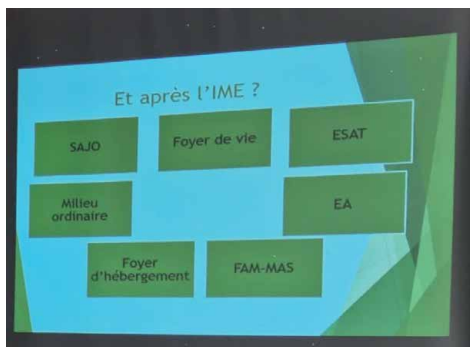 Et après l'IME ?
SAJO
Foyer de vie
ESAT
Milieu
ordinaire
EA
Foyer
d'hébergement
FAM-MAS